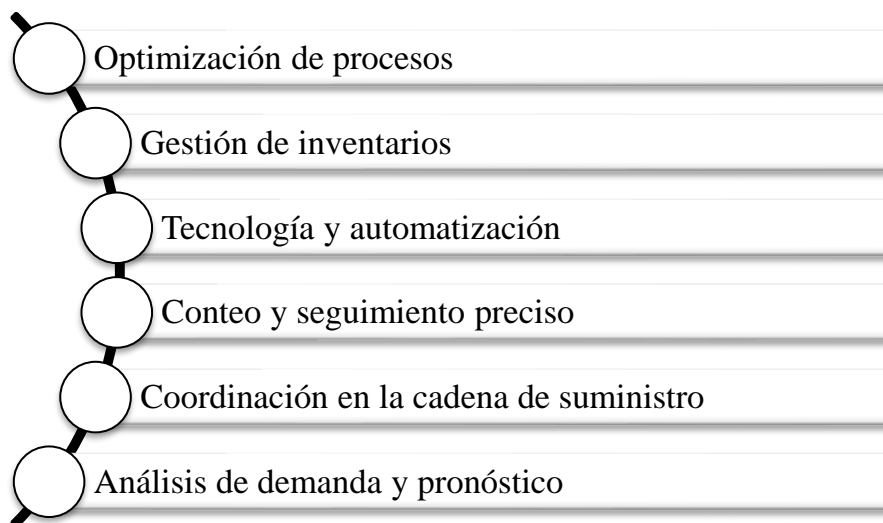 Optimización de procesos
Gestión de inventarios
Tecnología y automatización
Conteo y seguimiento preciso
Coordinación en la cadena de suministro
Análisis de demanda y pronóstico